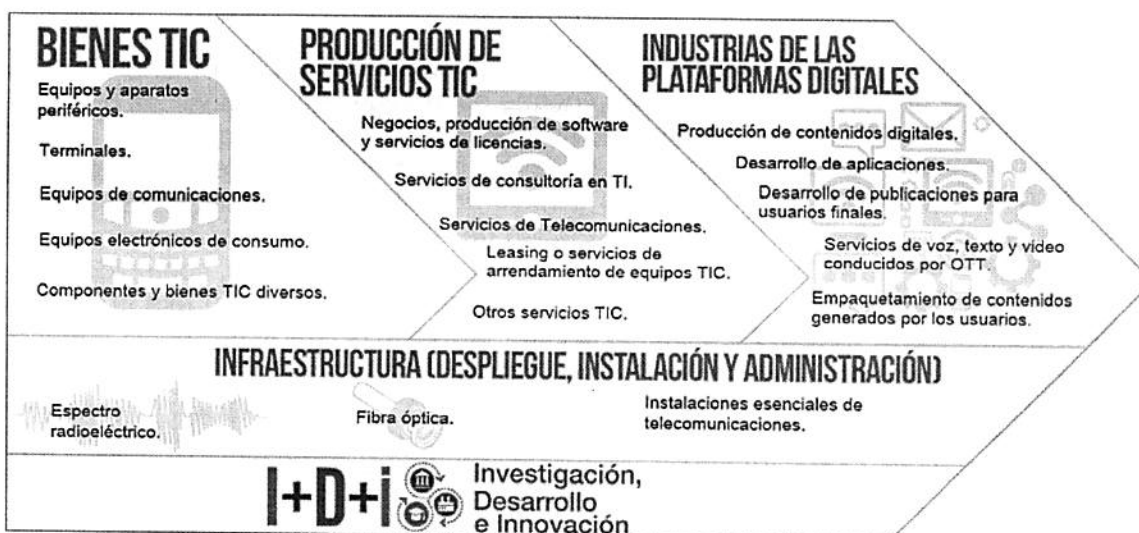 BIENES TIC
Equipos y aparatos
periféricos.
Terminales.
Equipos de comunicaciones.
Equipos electrónicos de consumo.
Componentes y bienes TIC diversos.
PRODUCCIÓN DE
SERVICIOS TIC
Negocios, producción de software
y servicios de licencias.
Servicios de consultoría en TI.
Servicios de Telecomunicaciones.
Leasing o servicios de
arrendamiento de equipos TIC.
Otros servicios TIC.
INDUSTRIAS DE LAS
PLATAFORMAS DIGITALES
Producción de contenidos digitales.
Desarrollo de aplicaciones.
Desarrollo de publicaciones para
usuarios finales.
Servicios de voz, texto y video
conducidos por OTT.
Empaquetamiento de contenidos
generados por los usuarios.
INFRAESTRUCTURA (DESPLIEGUE, INSTALACIÓN Y ADMINISTRACIÓN)
Espectro
radioeléctrico.
Fibra óptica.
Instalaciones esenciales de
telecomunicaciones.
I+D+i
Investigación,
Desarrollo
e Innovación